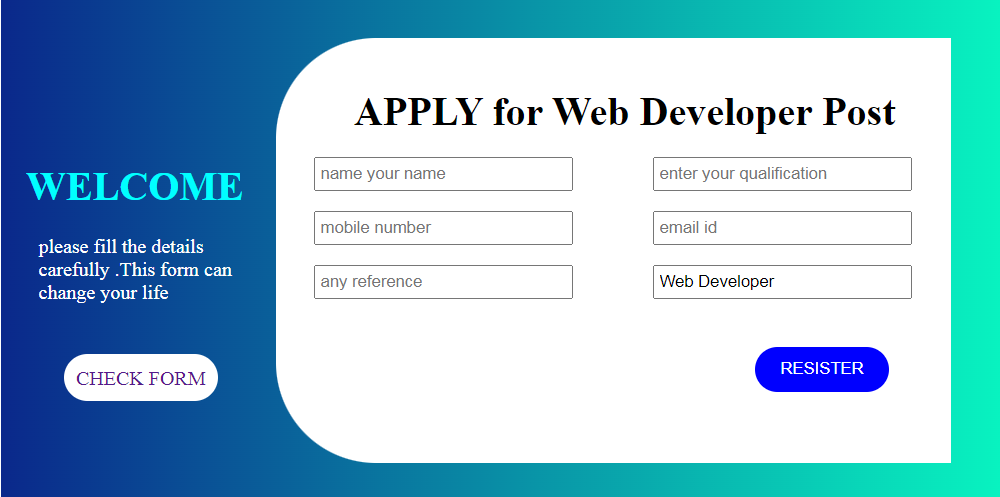 WELCOME
please fill the details
carefully .This form can
change your life
CHECK FORM
APPLY for Web Developer Post
name your name
enter your qualification
mobile number
email id
any reference
Web Developer
RESISTER